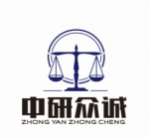 中研众诚
ZHONG YAN ZHONG CHENG